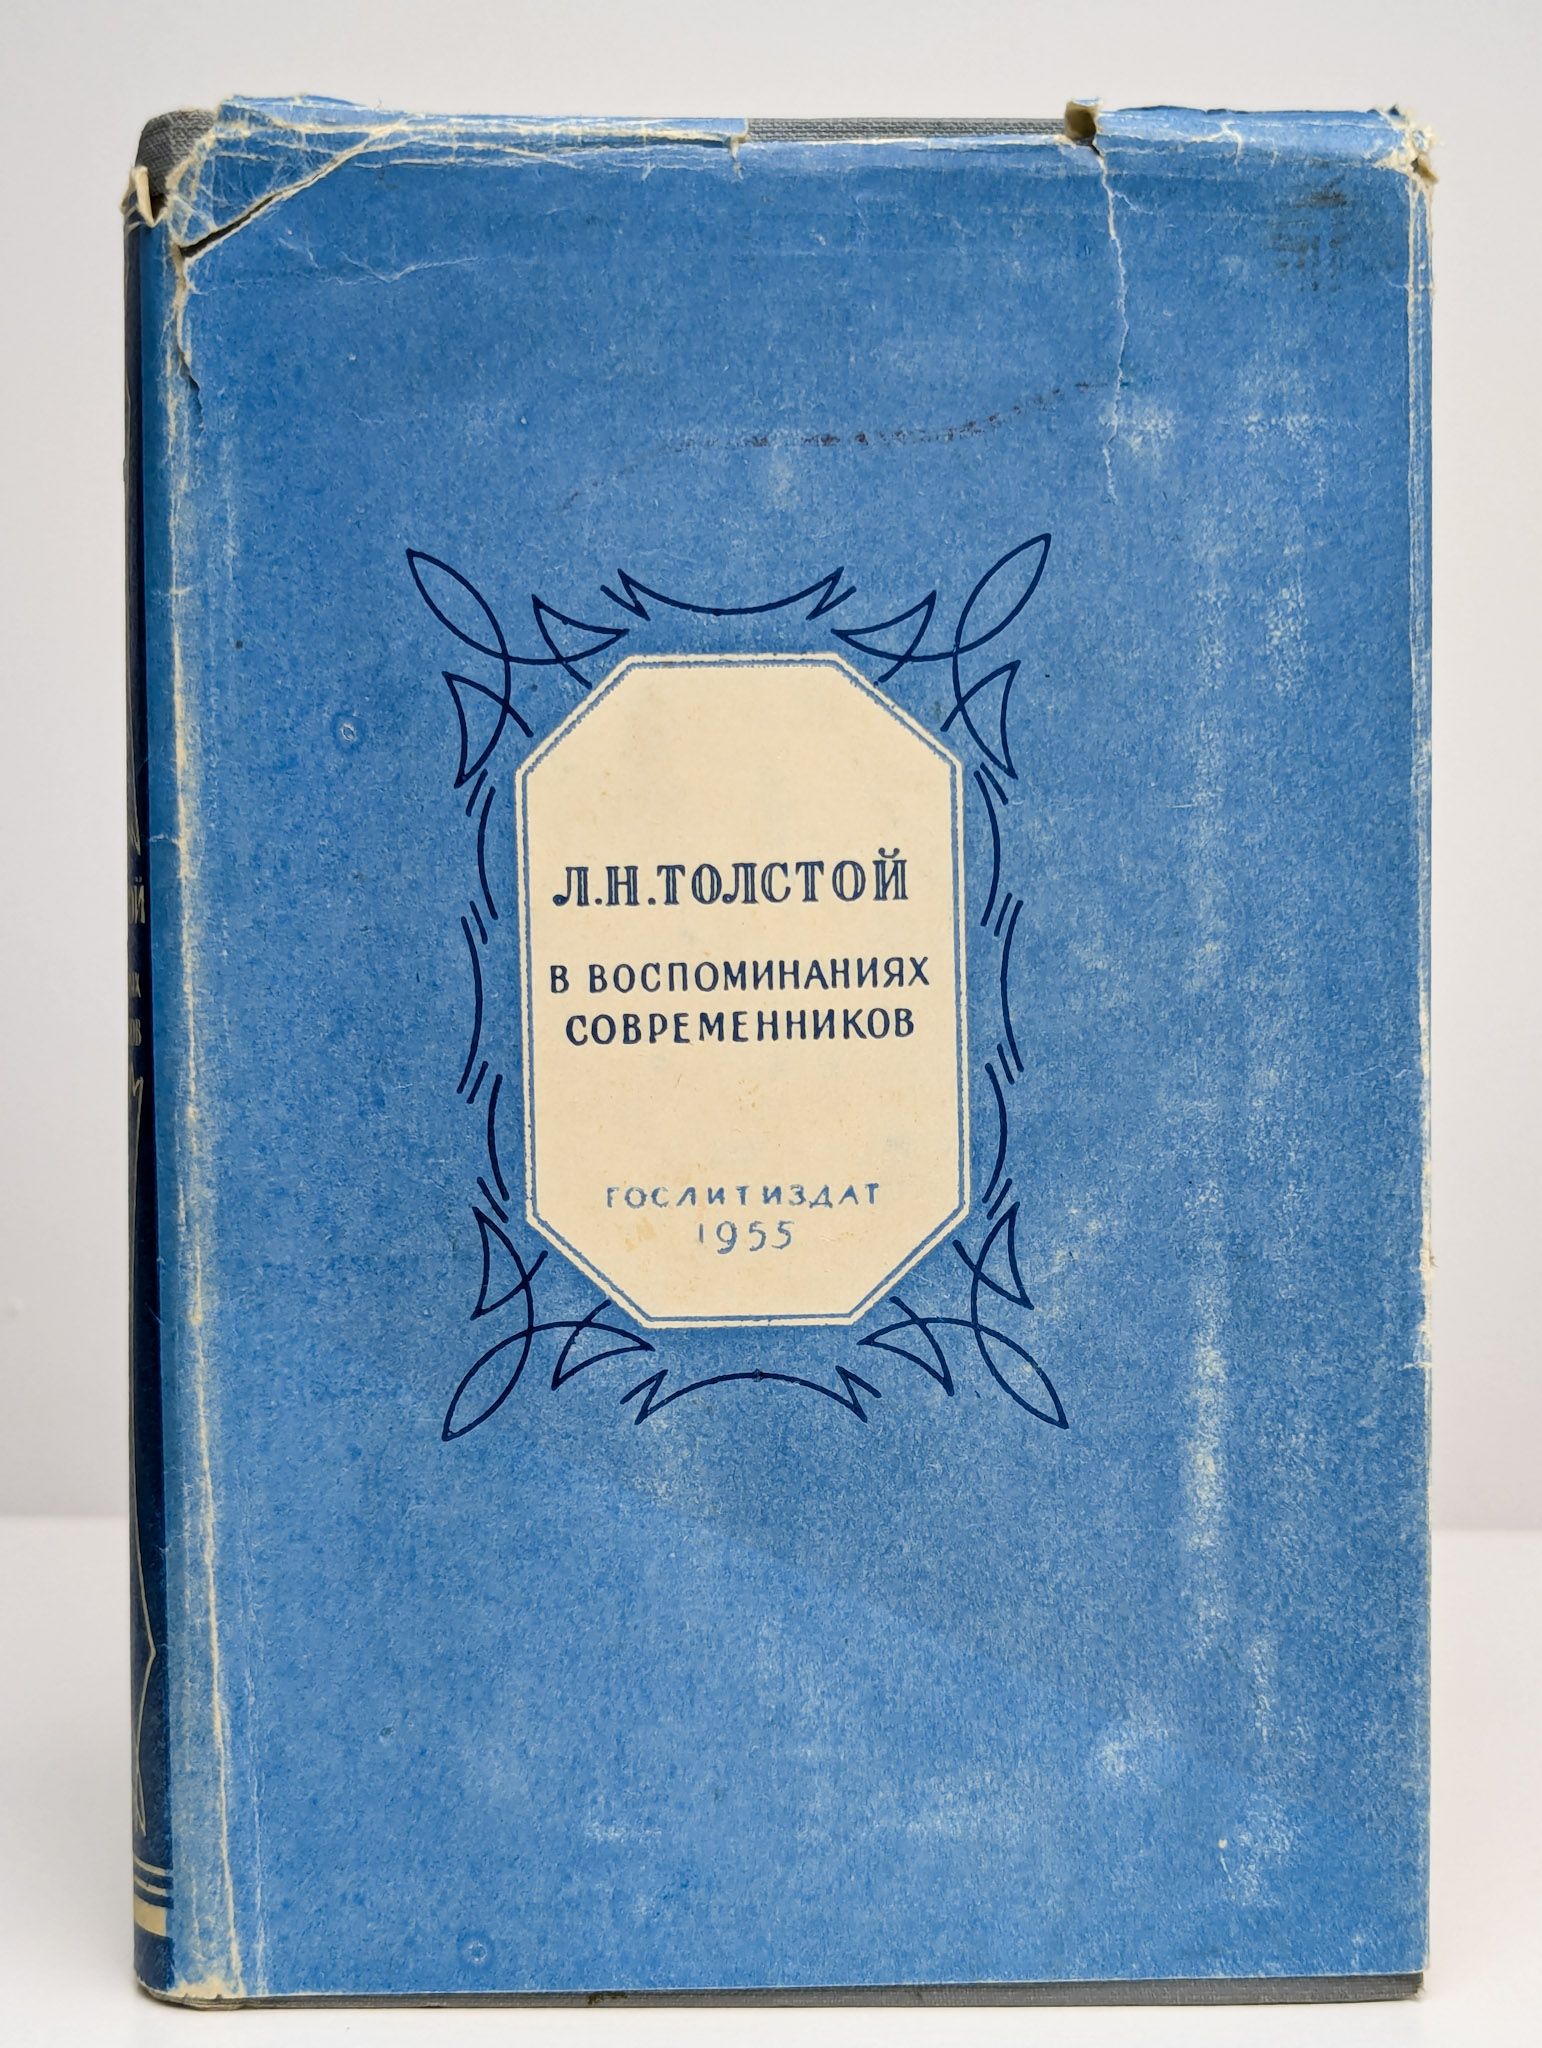 Л.Н.ТОЛСТОЙ
В ВОСПОМИНАНИЯХ
СОВРЕМЕННИКОВ
ГОСЛИТИЗДАТ
1955